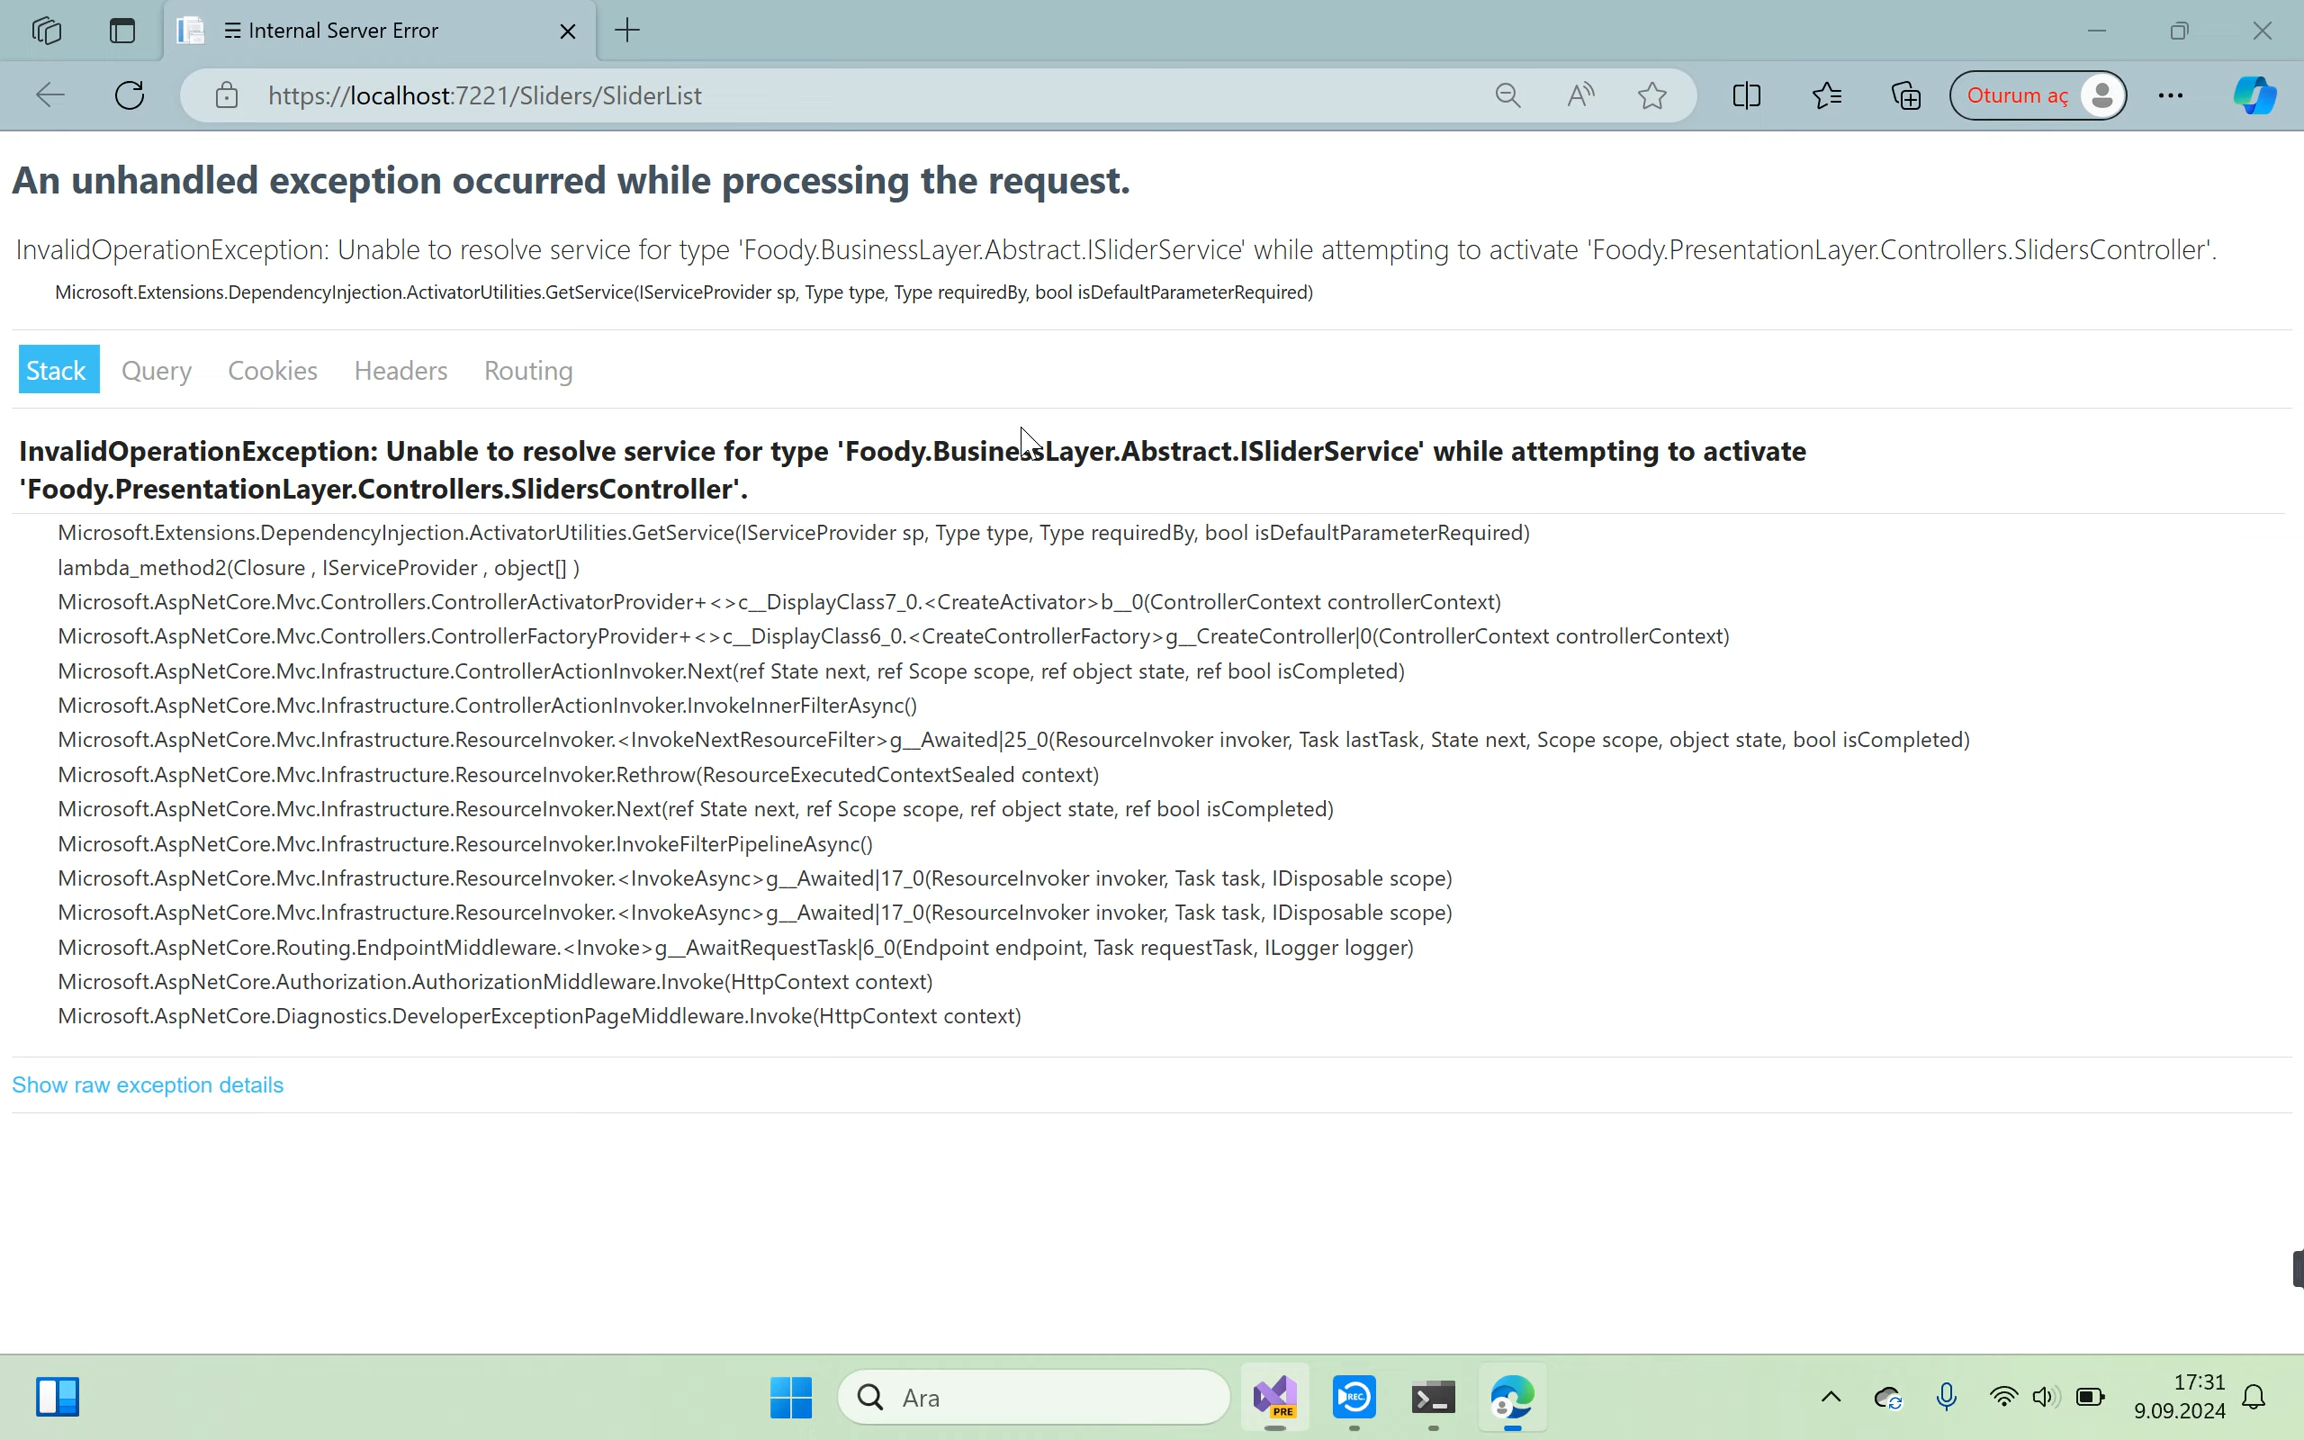 ☰ Internal Server Error
https://localhost:7221/Sliders/SliderList
Oturum aç
An unhandled exception occurred while processing the request.
InvalidOperationException: Unable to resolve service for type 'Foody.BusinessLayer.Abstract.ISliderService' while attempting to activate 'Foody.PresentationLayer.Controllers.SlidersController'.
Microsoft.Extensions.DependencyInjection.ActivatorUtilities.GetService(IServiceProvider sp, Type type, Type requiredBy, bool isDefaultParameterRequired)
Stack Query Cookies Headers Routing
InvalidOperationException: Unable to resolve service for type 'Foody.BusinessLayer.Abstract.ISliderService' while attempting to activate
'Foody.PresentationLayer.Controllers.SlidersController'.
Microsoft.Extensions.DependencyInjection.ActivatorUtilities.GetService(IServiceProvider sp, Type type, Type requiredBy, bool isDefaultParameterRequired)
lambda_method2(Closure , IServiceProvider , object[] )
Microsoft.AspNetCore.Mvc.Controllers.ControllerActivatorProvider+<>c__DisplayClass7_0.<CreateActivator>b__0(ControllerContext controllerContext)
Microsoft.AspNetCore.Mvc.Controllers.ControllerFactoryProvider+<>c__DisplayClass6_0.<CreateControllerFactory>g__CreateController|0(ControllerContext controllerContext)
Microsoft.AspNetCore.Mvc.Infrastructure.ControllerActionInvoker.Next(ref State next, ref Scope scope, ref object state, ref bool isCompleted)
Microsoft.AspNetCore.Mvc.Infrastructure.ControllerActionInvoker.InvokeInnerFilterAsync()
Microsoft.AspNetCore.Mvc.Infrastructure.ResourceInvoker.<InvokeNextResourceFilter>g__Awaited|25_0(ResourceInvoker invoker, Task lastTask, State next, Scope scope, object state, bool isCompleted)
Microsoft.AspNetCore.Mvc.Infrastructure.ResourceInvoker.Rethrow(ResourceExecutedContextSealed context)
Microsoft.AspNetCore.Mvc.Infrastructure.ResourceInvoker.Next(ref State next, ref Scope scope, ref object state, ref bool isCompleted)
Microsoft.AspNetCore.Mvc.Infrastructure.ResourceInvoker.InvokeFilterPipelineAsync()
Microsoft.AspNetCore.Mvc.Infrastructure.ResourceInvoker.<InvokeAsync>g__Awaited|17_0(ResourceInvoker invoker, Task task, IDisposable scope)
Microsoft.AspNetCore.Mvc.Infrastructure.ResourceInvoker.<InvokeAsync>g__Awaited|17_0(ResourceInvoker invoker, Task task, IDisposable scope)
Microsoft.AspNetCore.Routing.EndpointMiddleware.<Invoke>g__AwaitRequestTask|6_0(Endpoint endpoint, Task requestTask, ILogger logger)
Microsoft.AspNetCore.Authorization.AuthorizationMiddleware.Invoke(HttpContext context)
Microsoft.AspNetCore.Diagnostics.DeveloperExceptionPageMiddleware.Invoke(HttpContext context)
Show raw exception details
Ara
PRE
REC
17:31
9.09.2024